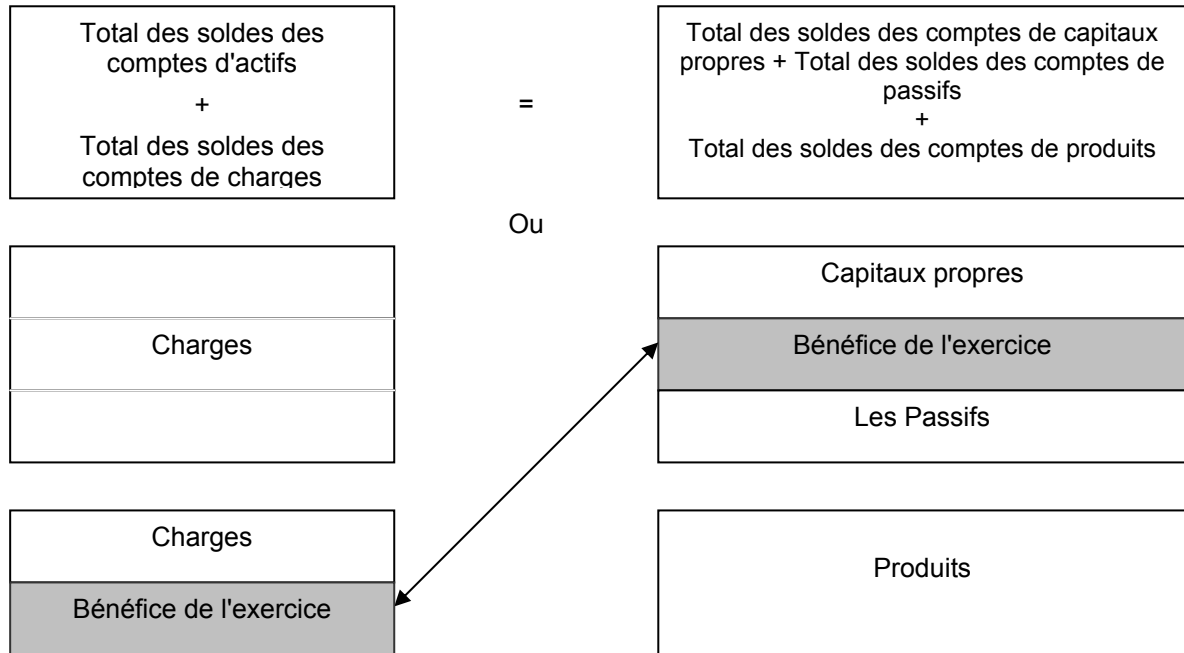 Total des soldes des
comptes d'actifs
+
Total des soldes des
comptes de charges
=
Total des soldes des comptes de capitaux
propres + Total des soldes des comptes de
passifs
+
Total des soldes des comptes de produits
Ou
Charges
Capitaux propres
Bénéfice de l'exercice
Les Passifs
Charges
Bénéfice de l'exercice
Produits